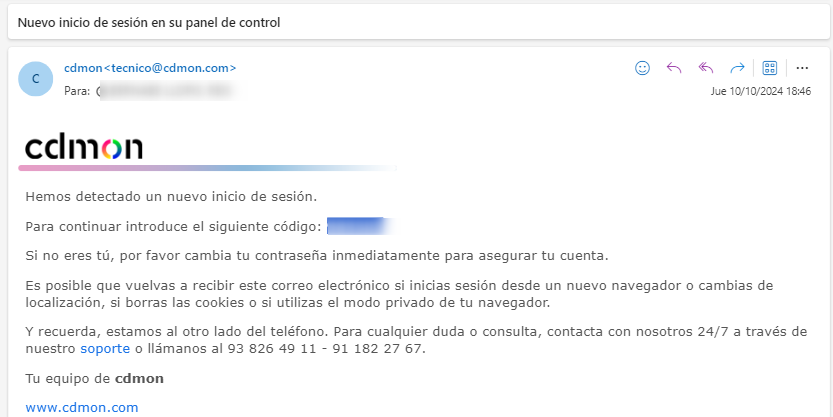 Nuevo inicio de sesión en su panel de control
C
cdmon<tecnico@cdmon.com>
Para:
Jue 10/10/2024 18:46
cdmon
Hemos detectado un nuevo inicio de sesión.
Para continuar introduce el siguiente código:
Si no eres tú, por favor cambia tu contraseña inmediatamente para asegurar tu cuenta.
Es posible que vuelvas a recibir este correo electrónico si inicias sesión desde un nuevo navegador o cambias de
localización, si borras las cookies o si utilizas el modo privado de tu navegador.
Y recuerda, estamos al otro lado del teléfono. Para cualquier duda o consulta, contacta con nosotros 24/7 a través de
nuestro soporte o llámanos al 93 826 49 11 - 91 182 27 67.
Tu equipo de cdmon
www.cdmon.com